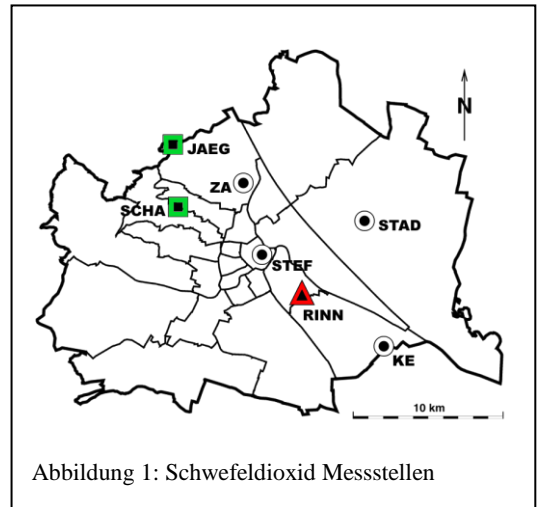 N
JAEG
ZA
SCHA
STAD
STEF
RINN
KE
10 km
Abbildung 1: Schwefeldioxid Messstellen